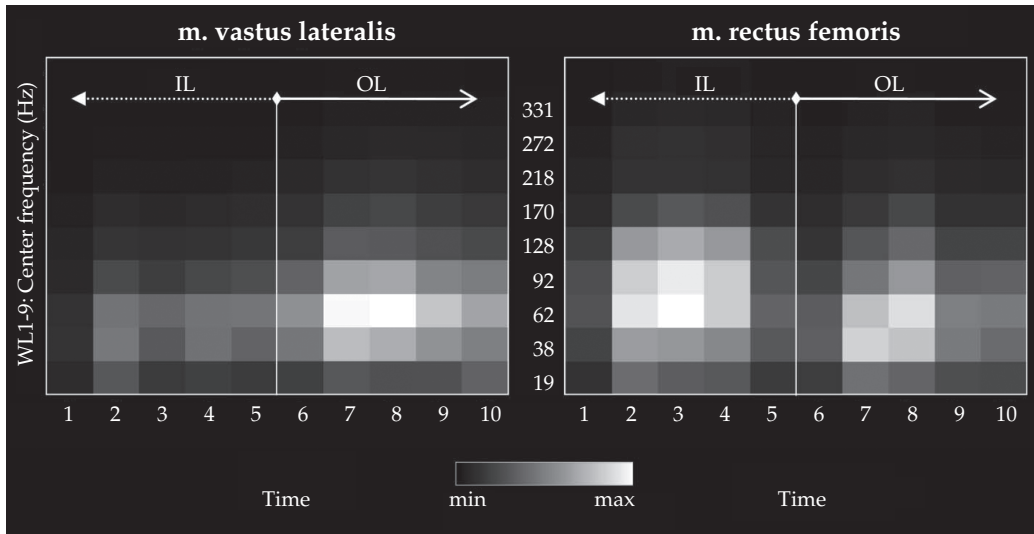 m. vastus lateralis
m. rectus femoris
WL1-9: Center frequency (Hz)
IL
OL
IL
OL
331
272
218
170
128
92
62
38
19
1 2 3 4 5 6 7 8 9 10
1 2 3 4 5 6 7 8 9 10
Time
min
max
Time